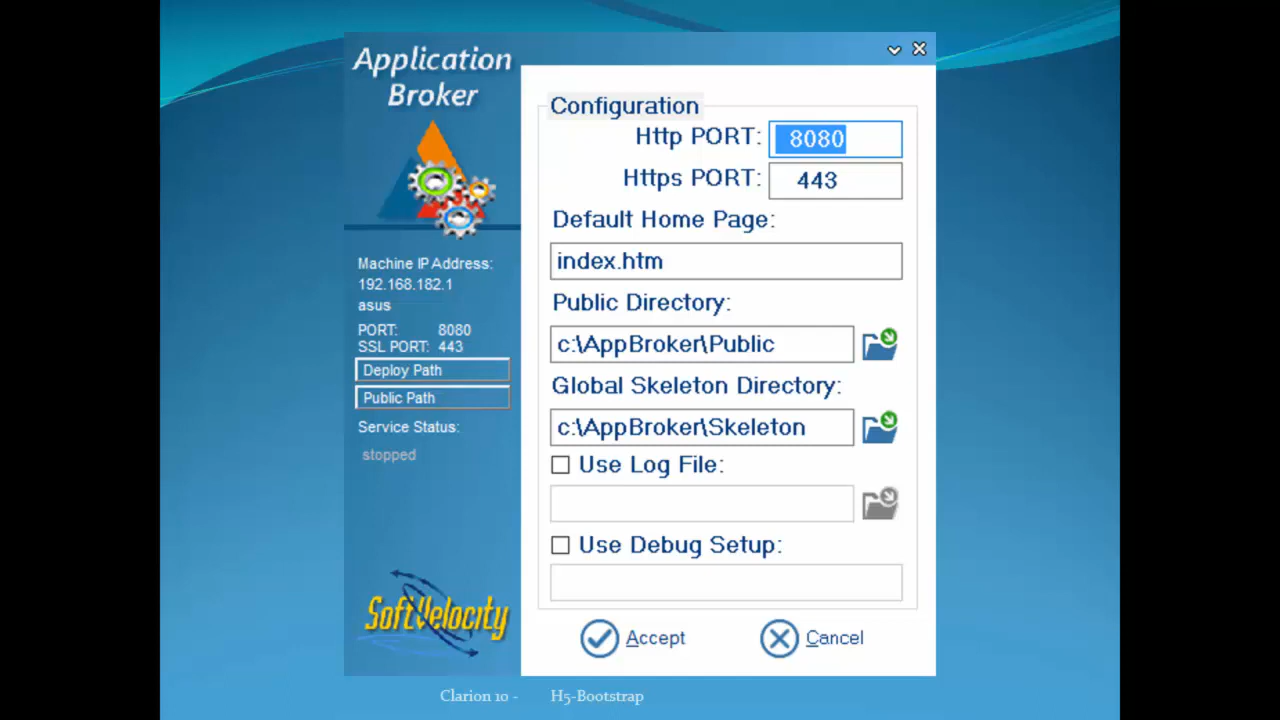 Application
Broker
Machine IP Address:
192.168.182.1
asus
PORT: 8080
SSL PORT: 443
Deploy Path
Public Path
Service Status:
stopped
SoftVelocity
Configuration
Http PORT: 8080
Https PORT: 443
Default Home Page:
index.htm
Public Directory:
c:\AppBroker\Public
Global Skeleton Directory:
c:\AppBroker\Skeleton
Use Log File:
Use Debug Setup:
Accept Cancel
Clarion 10 - H5-Bootstrap